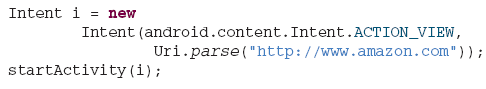 Intent i = new
Intent(android.content.Intent.ACTION_VIEW,
Uri.parse("http://www.amazon.com"));
startActivity(i);